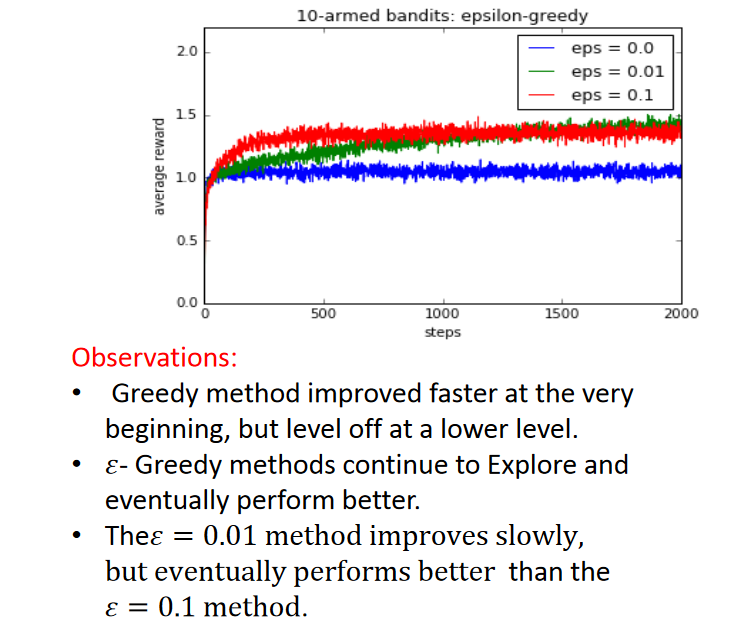 10-armed bandits: epsilon-greedy
2.0
1.5
1.0
0.5
0.0
average reward
eps = 0.0
eps = 0.01
eps = 0.1
0 500 1000 1500 2000
steps
Observations:
• Greedy method improved faster at the very
beginning, but level off at a lower level.
• 𝜀- Greedy methods continue to Explore and
eventually perform better.
• The𝜀 = 0.01 method improves slowly,
but eventually performs better than the
𝜀 = 0.1 method.